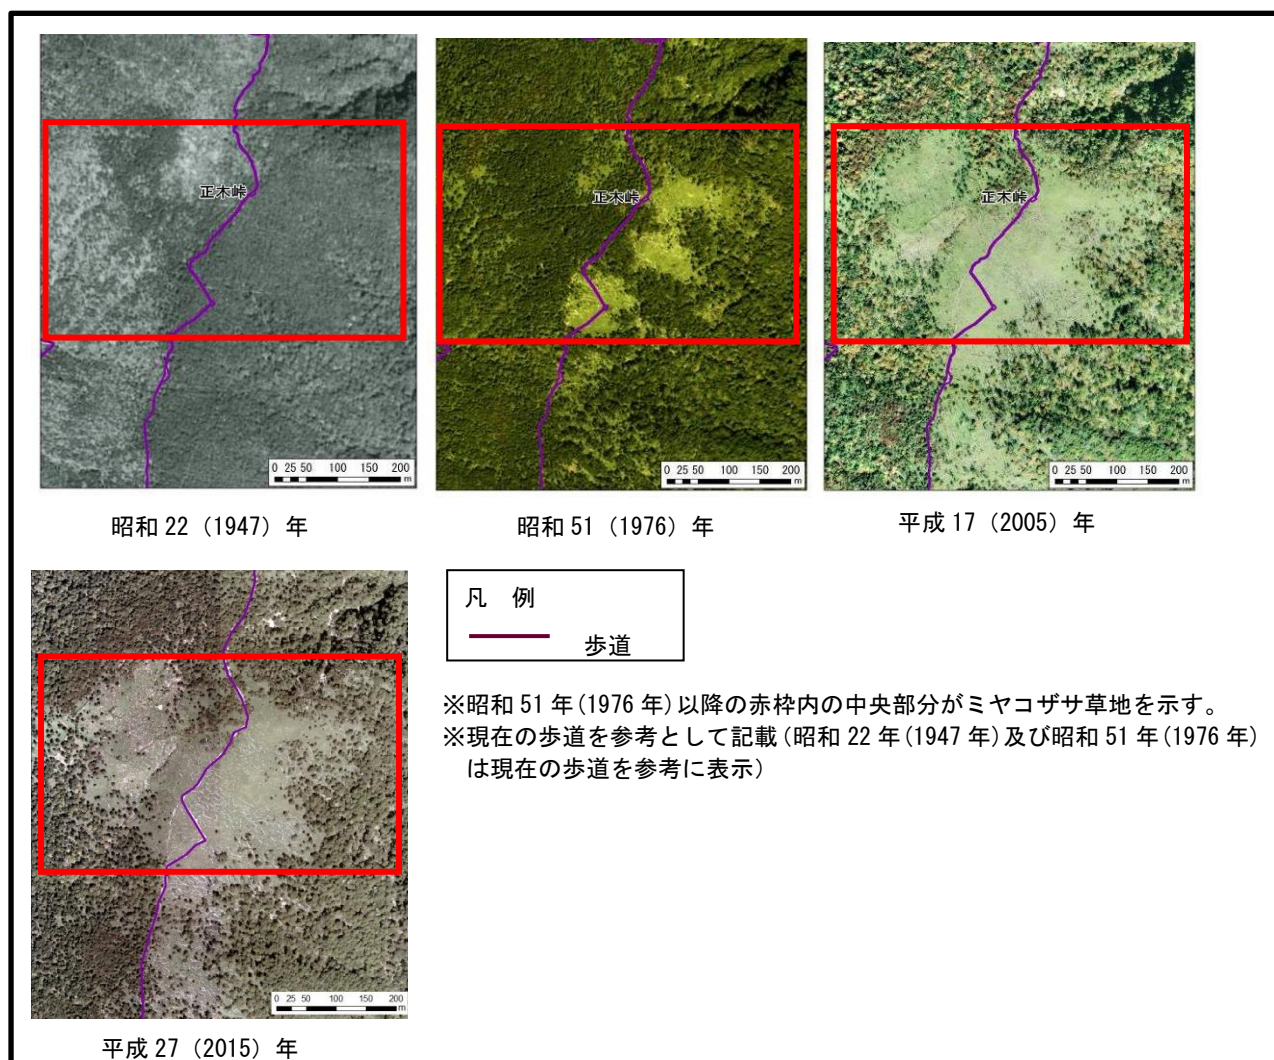 正木峠
正木峠
正木峠
0 25 50 100 150 200
m
0 25 50 100 150 200
m
0 25 50 100 150 200
m
昭和 22（1947）年
昭和 51（1976）年
平成 17（2005）年
凡 例
歩道
※昭和 51 年(1976 年)以降の赤枠内の中央部分がミヤコザサ草地を示す。
※現在の歩道を参考として記載(昭和 22 年(1947 年)及び昭和 51 年(1976 年)
は現在の歩道を参考に表示)
0 25 50 100 150 200
m
平成 27（2015）年